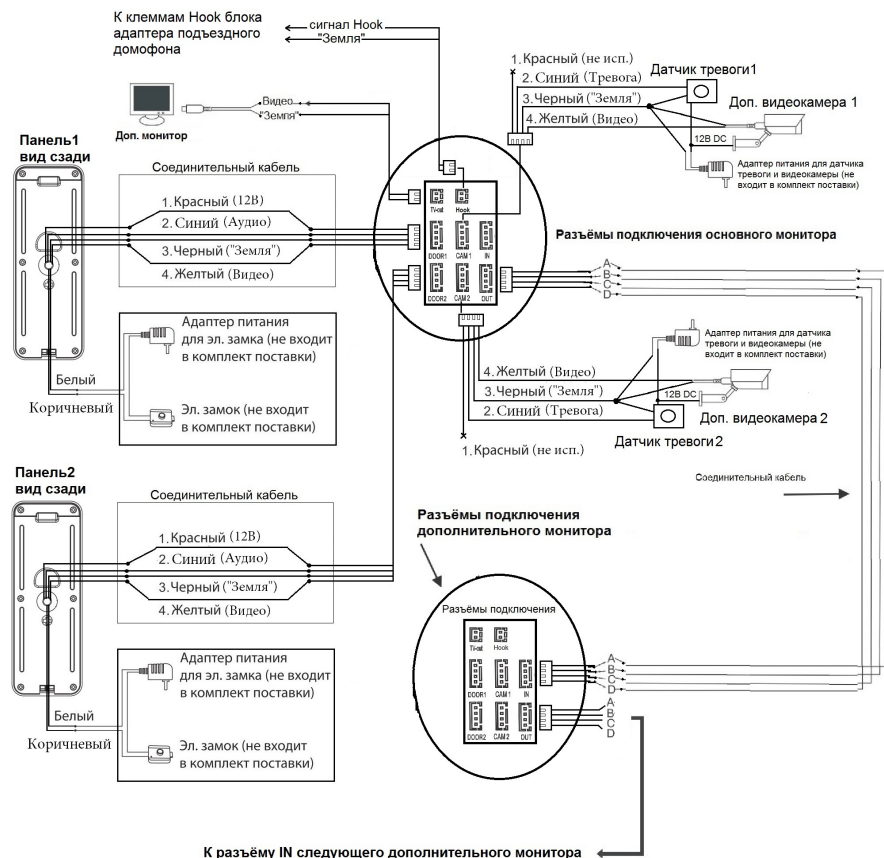 К клеммам Hook блока
адаптера подъездного
домофона
сигнал Hook
"Земля"
Видео
"Земля"
Доп. монитор
1. Красный (не исп.)
2. Синий (Тревога)
3. Черный ("Земля")
4. Желтый (Видео)
Датчик тревоги1
Доп. видеокамера 1
12В DC
Адаптер питания для датчика
тревоги и видеокамеры (не
входит в комплект поставки)
Панель1
вид сзади
Соединительный кабель
1. Красный (12В)
2. Синий (Аудио)
3. Черный ("Земля")
4. Желтый (Видео)
Hook
DOOR1
CAM 1
IN
DOOR2
CAM 2
OUT
Разъёмы подключения основного монитора
A
B
C
D
Адаптер питания
для эл. замка (не входит
в комплект поставки)
Белый
Коричневый
Эл. замок (не входит
в комплект поставки)
Адаптер питания для датчика
тревоги и видеокамеры (не
входит в комплект поставки)
4. Желтый (Видео)
3. Черный ("Земля")
2. Синий (Тревога)
1. Красный (не исп.)
12В DC
Доп. видеокамера 2
Датчик тревоги2
Соединительный кабель
Панель2
вид сзади
Соединительный кабель
1. Красный (12В)
2. Синий (Аудио)
3. Черный ("Земля")
4. Желтый (Видео)
Разъёмы подключения
дополнительного монитора
Разъёмы подключения
Hook
DOOR1
CAM 1
IN
DOOR2
CAM 2
OUT
A
B
C
D
A
B
C
D
Адаптер питания
для эл. замка (не входит
в комплект поставки)
Белый
Коричневый
Эл. замок (не входит
в комплект поставки)
К разъёму IN следующего дополнительного монитора